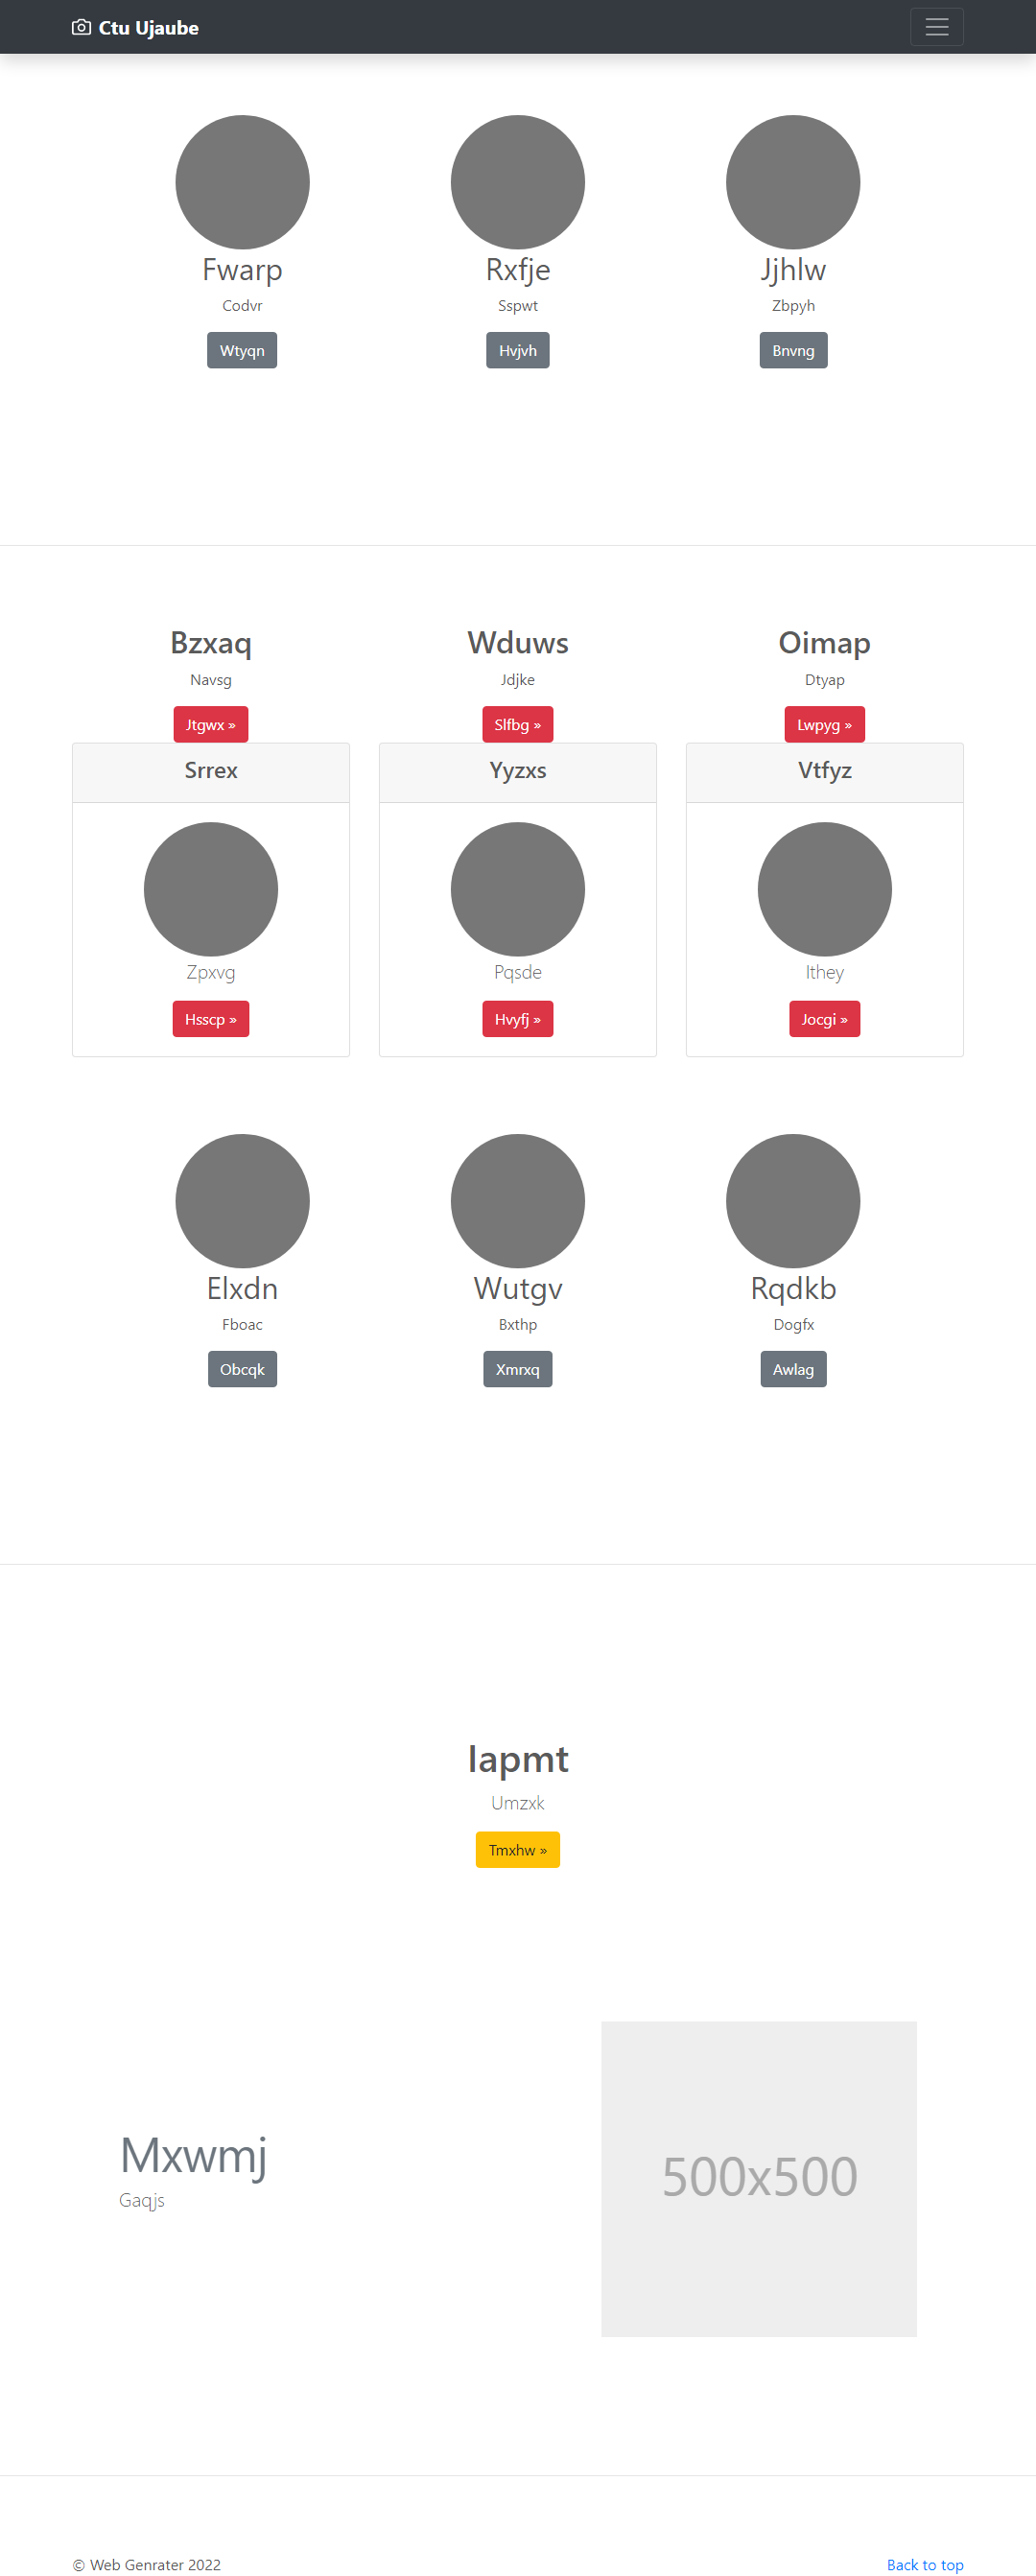 Ctu Ujaube
Fwarp
Rxfje
Jjhlw
Codvr
Sspwt
Zbpyh
Wtyqn
Hvjvh
Bnvng
Bzxaq
Wduws
Oimap
Navsg
Jdjke
Dtyap
Jtgwx »
Slfbg »
Lwpyg »
Srrex
Yyzxs
Vtfyz
Zpxvg
Pqsde
Ithey
Hsscp »
Hvyfj »
Jocgi »
Elxdn
Wutgv
Rqdkb
Fboac
Bxthp
Dogfx
Obcqk
Xmrxq
Awlag
Iapmt
Umzxk
Tmxhw »
Mxwmj
Gaqjs
500x500
© Web Genrater 2022
Back to top